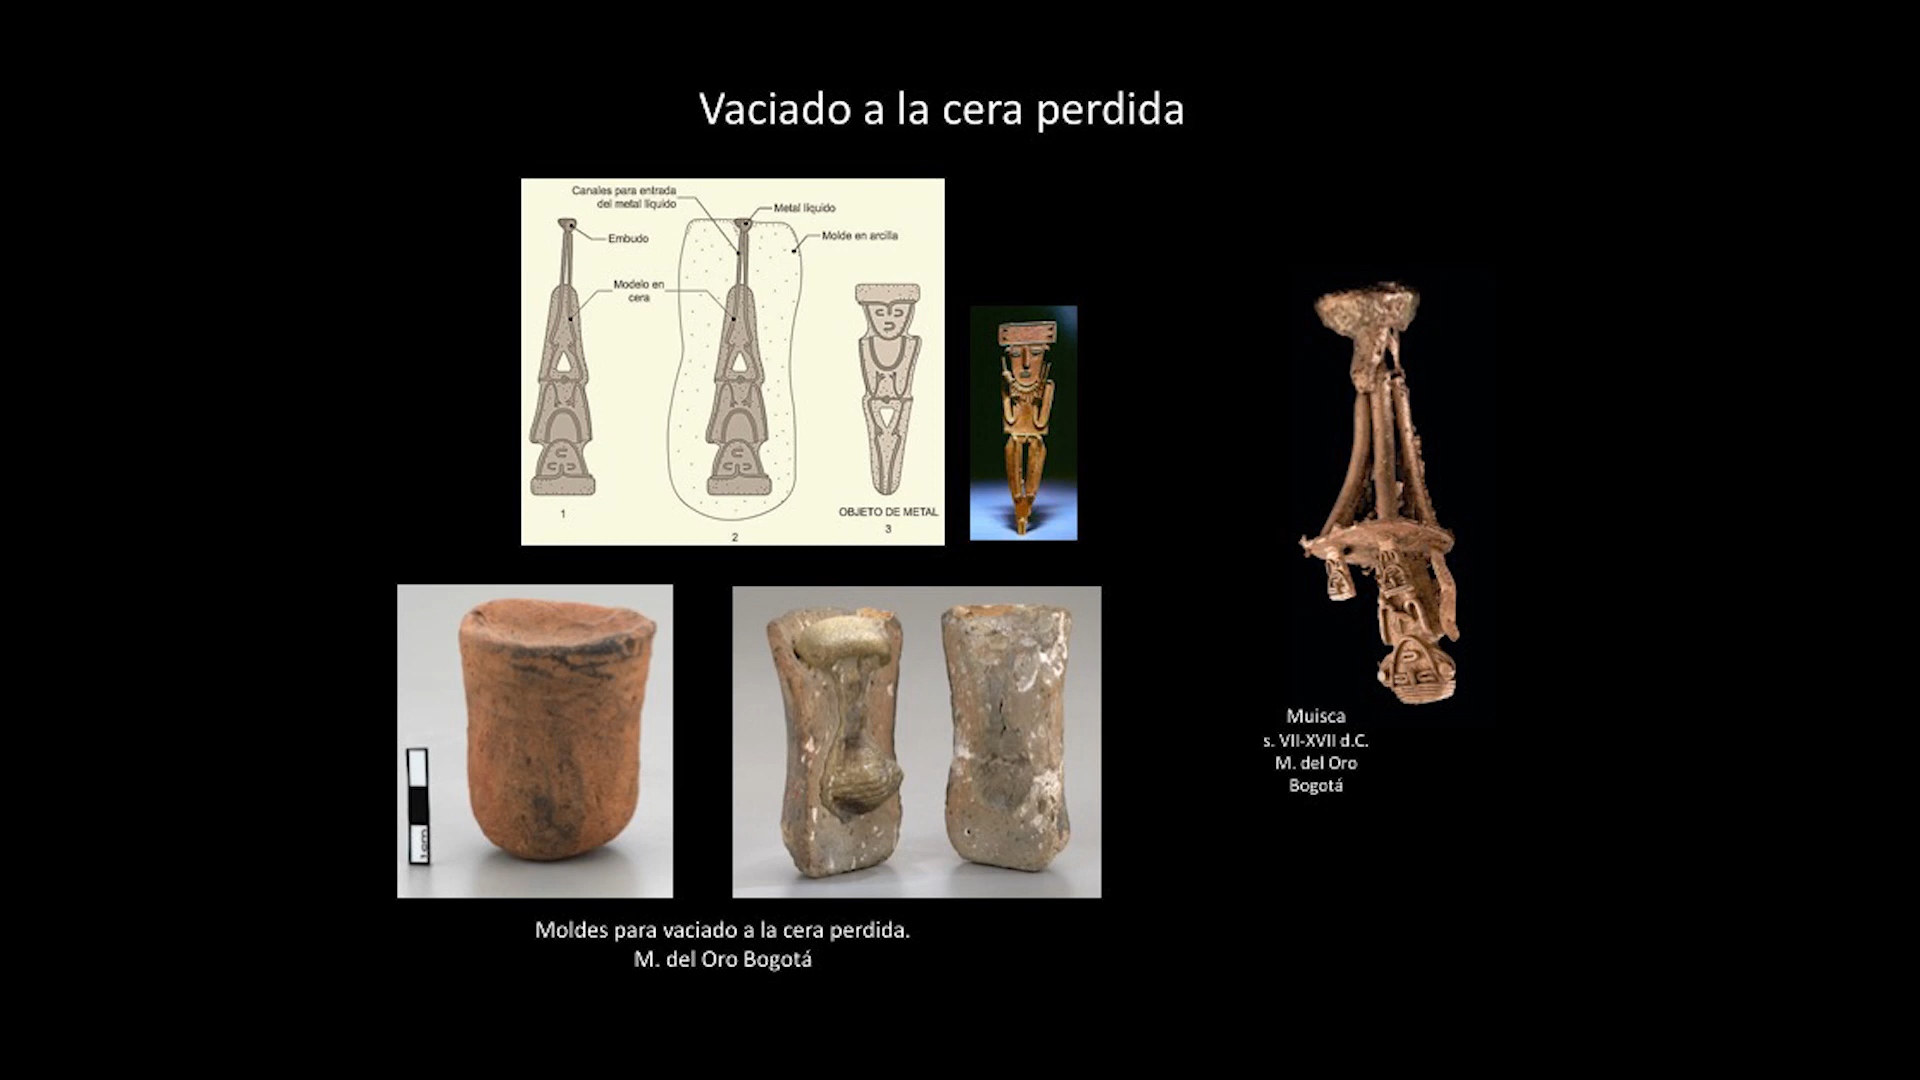 Vaciado a la cera perdida
Canales para entrada
del metal líquido
Metal líquido
Embudo
Molde en arcilla
Modelo en
cera
1
2
OBJETO DE METAL
3
1cm
Muisca
s. VII-XVII d.C.
M. del Oro
Bogotá
Moldes para vaciado a la cera perdida.
M. del Oro Bogotá